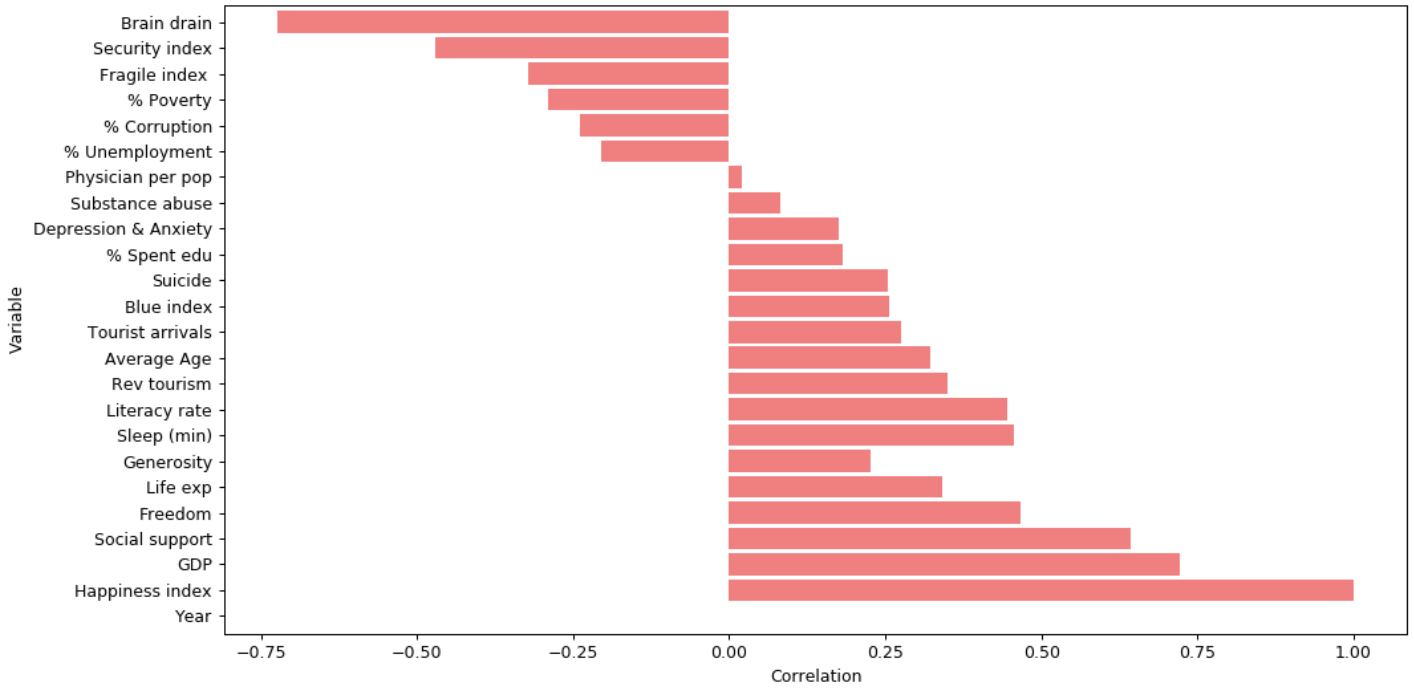 Brain drain
Security index
Fragile index
% Poverty
% Corruption
% Unemployment
Physician per pop
Substance abuse
Depression & Anxiety
% Spent edu
Suicide
Blue index
Tourist arrivals
Average Age
Rev tourism
Literacy rate
Sleep (min)
Generosity
Life exp
Freedom
Social support
GDP
Happiness index
Year
Variable
−0.75 −0.50 −0.25 0.00 0.25 0.50 0.75 1.00
Correlation